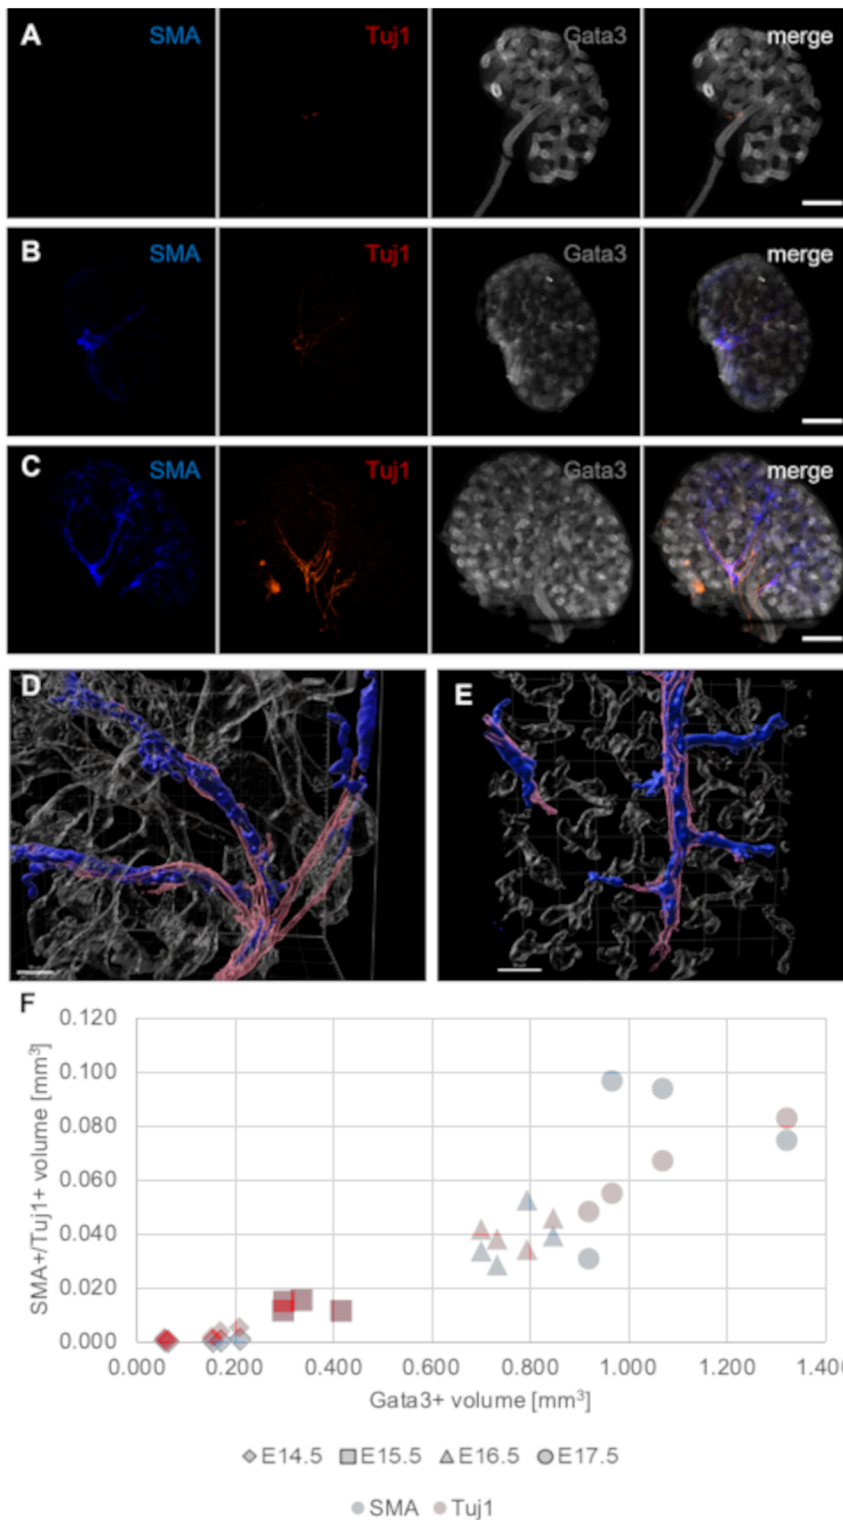 A SMA Tuj1 Gata3 merge
B SMA Tuj1 Gata3 merge
C SMA Tuj1 Gata3 merge
D E
F
0.120
0.100
0.080
0.060
0.040
0.020
0.000
SMA+/Tuj1+ volume [mm³]
0.000 0.200 0.400 0.600 0.800 1.000 1.200 1.40
Gata3+ volume [mm³]
E14.5 E15.5 E16.5 E17.5
SMA Tuj1